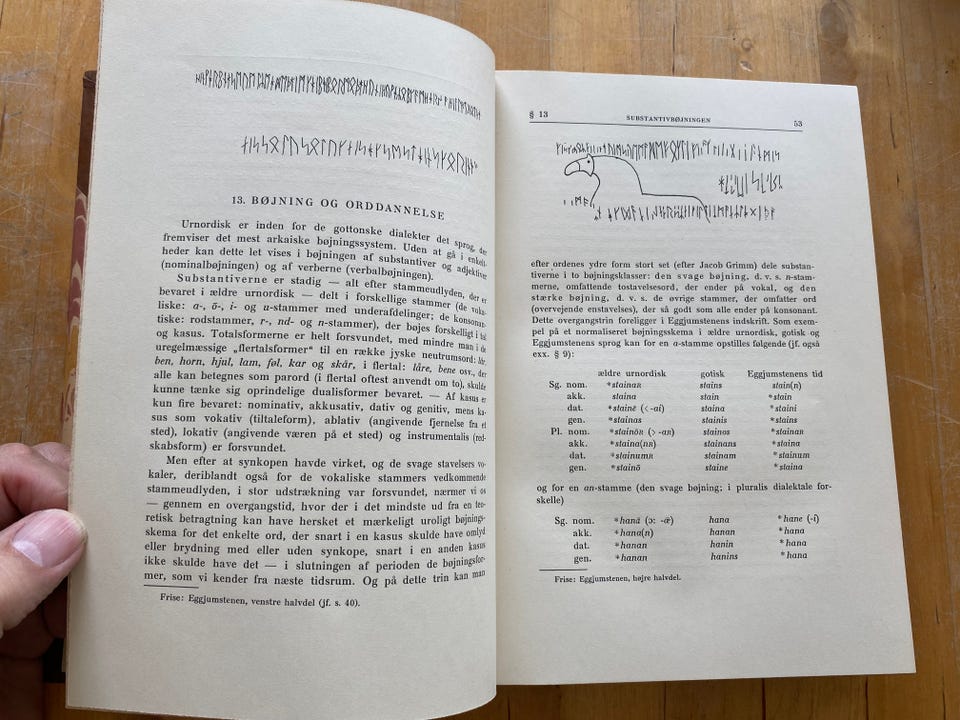 13. BØJNING OG ORDDANNELSE
Urnordisk er inden for de gottonske dialekter det sprog, der
fremviser det mest arkaiske bøjningssystem. Uden at gå i enkelt-
heder kan dette let vises i bøjningen af substantiver og adjektiver
(nominalbøjningen) og af verberne (verbalbøjningen).
Substantiverne er stadig — alt efter stammeudlyden, der er
bevaret i ældre urnordisk — delt i forskellige stammer (de voka-
liske: a-, ō-, i- og u-stammer med underafdelinger; de konsonan-
tiske: rodstammer, r-, nd- og n-stammer), der bøjes forskelligt i tal
og kasus. Totalsformerne er helt forsvundet, med mindre man i de
uregelmæssige „flertalsformer" til en række jyske neutrumsord: lår,
ben, horn, hjul, lam, føl, kar og skår, i flertal: låre, bene osv., der
alle kan betegnes som parord (i flertal oftest anvendt om to), skulde
kunne tænke sig oprindelige dualisformer bevaret. — Af kasus er
kun fire bevaret: nominativ, akkusativ, dativ og genitiv, mens ka-
sus som vokativ (tiltaleform), ablativ (angivende fjernelse fra et
sted), lokativ (angivende væren på et sted) og instrumentalis (red-
skabsform) er forsvundet.
Men efter at synkopen havde virket, og de svage stavelsers vo-
kaler, deriblandt også for de vokaliske stammers vedkommende
stammeudlyden, i stor udstrækning var forsvundet, nærmer vi os
— gennem en overgangstid, hvor der i det mindste ud fra en teo-
retisk betragtning kan have hersket et mærkeligt uroligt bøjnings-
skema for det enkelte ord, der snart i en kasus skulde have omlyd
eller brydning med eller uden synkope, snart i en anden kasus
ikke skulde have det — i slutningen af perioden de bøjningsfor-
mer, som vi kender fra næste tidsrum. Og på dette trin kan man
Frise: Eggjumstenen, venstre halvdel (jf. s. 40).
§ 13 SUBSTANTIVBØJNINGEN 53
efter ordenes ydre form stort set (efter Jacob Grimm) dele substan-
tiverne i to bøjningsklasser: den svage bøjning, d. v. s. n-stam-
merne, omfattende tostavelsesord, der ender på vokal, og den
stærke bøjning, d. v. s. de øvrige stammer, der omfatter ord
(overvejende enstavelses), der så godt som alle ender på konsonant.
Dette overgangstrin foreligger i Eggjumstenens indskrift. Som exem-
pel på et normaliseret bøjningsskema i ældre urnordisk, gotisk og
Eggjumstenens sprog kan for en a-stamme opstilles følgende (jf. også
exx. § 9):
ældre urnordisk gotisk Eggjumstenens tid
Sg. nom. *stainaʀ stains stain(n)
akk. staina stain *stain
dat. *stainē (< -ai) staina *staini
gen. *stainas stainis *stains
Pl. nom. *stainōʀ (> -aʀ) stainos *stainaʀ
akk. *staina(nʀ) stainans *staina
dat. *stainumʀ stainam *stainum
gen. *stainō staine *staina
og for en an-stamme (den svage bøjning; i pluralis dialektale for-
skelle)
Sg. nom. *hanā (ɔ: -ǣ) hana *hane (-i)
akk. *hana(n) hanan *hana
dat. *hanan hanin *hana
gen. *hanan hanins *hana
Frise: Eggjumstenen, højre halvdel.